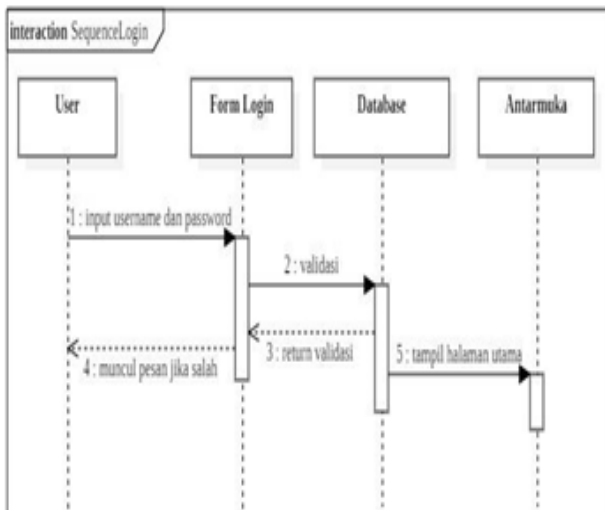 interaction SequenceLogin
User
Form Login
Database
Antarmuka
1 : input username dan password
2 : validasi
3 : return validasi
4 : muncul pesan jika salah
5 : tampil halaman utama